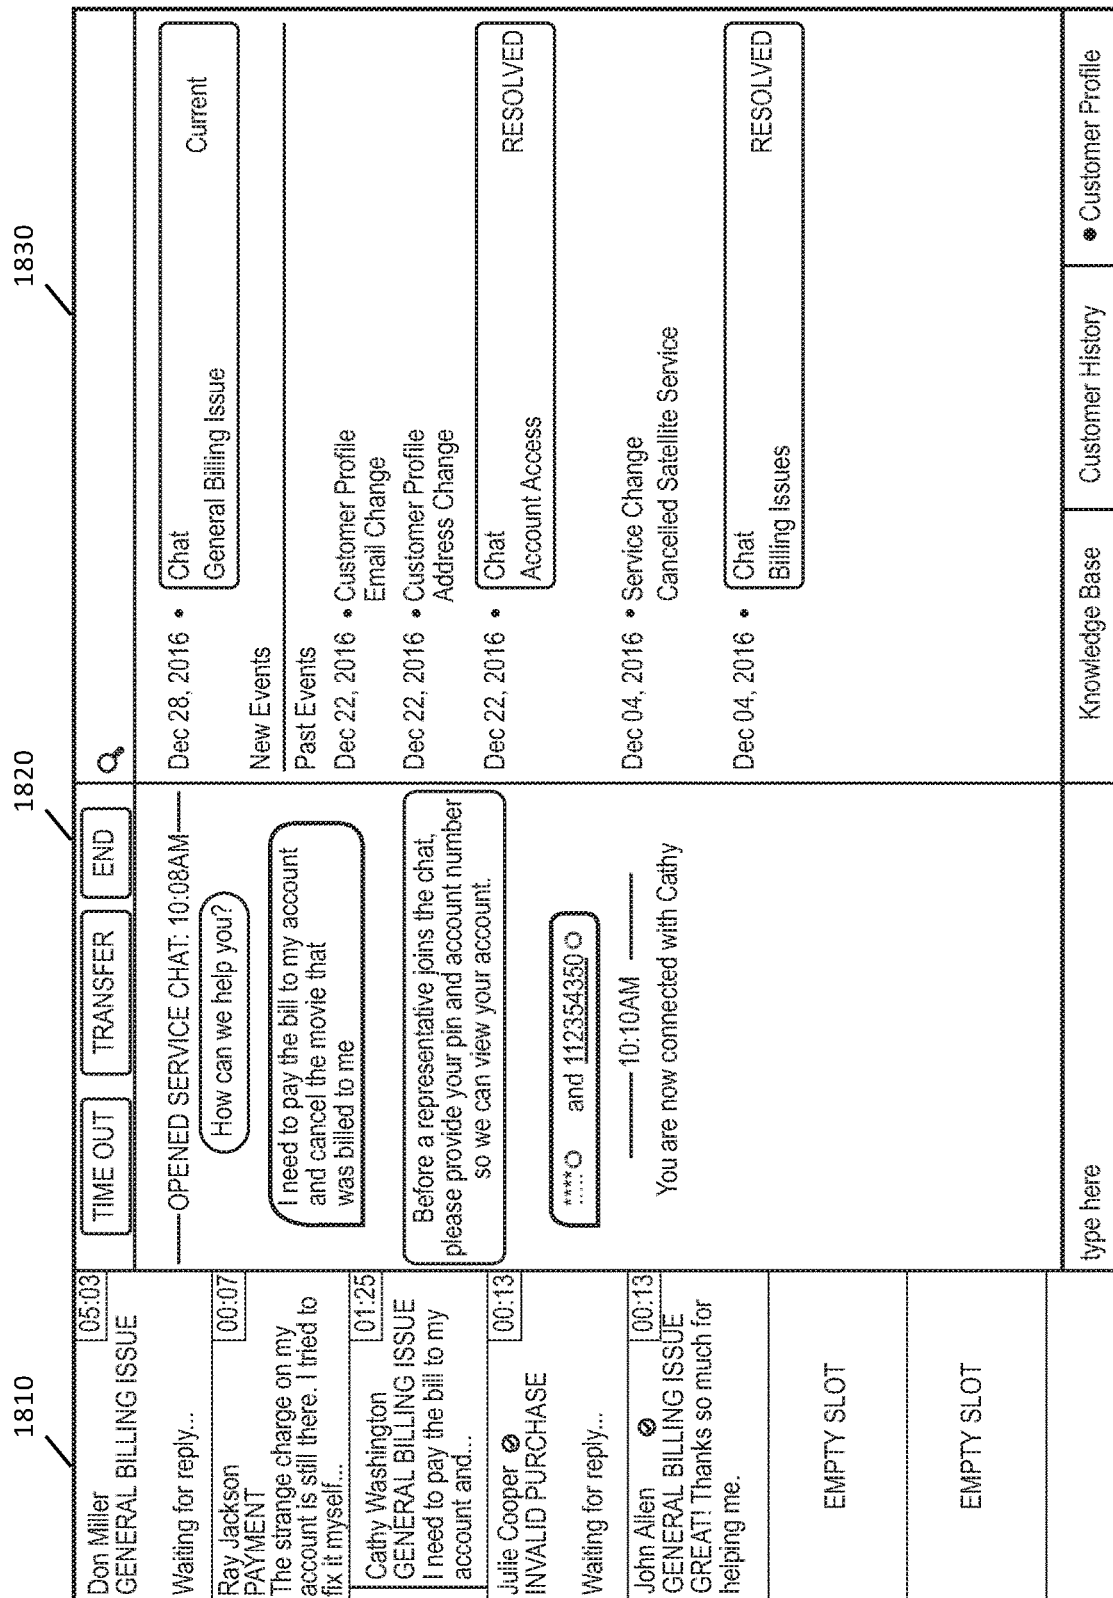 1810
1820
1830
Don Miller
05:03
GENERAL BILLING ISSUE
Waiting for reply...
Ray Jackson
00:07
PAYMENT
The strange charge on my
account is still there. I tried to
fix it myself...
Cathy Washington
01:25
GENERAL BILLING ISSUE
I need to pay the bill to my
account and...
Julie Cooper
00:13
INVALID PURCHASE
Waiting for reply...
John Allen
00:13
GENERAL BILLING ISSUE
GREAT! Thanks so much for
helping me.
EMPTY SLOT
EMPTY SLOT
TIME OUT
TRANSFER
END
OPENED SERVICE CHAT: 10:08AM
How can we help you?
I need to pay the bill to my account
and cancel the movie that
was billed to me
Before a representative joins the chat,
please provide your pin and account number
so we can view your account.
**** and 112354350
10:10AM
You are now connected with Cathy
type here
Dec 28, 2016 • Chat
General Billing Issue
Current
New Events
Past Events
Dec 22, 2016 • Customer Profile
Email Change
Dec 22, 2016 • Customer Profile
Address Change
Dec 22, 2016 • Chat
Account Access
RESOLVED
Dec 04, 2016 • Service Change
Cancelled Satellite Service
Dec 04, 2016 • Chat
Billing Issues
RESOLVED
Knowledge Base
Customer History
• Customer Profile